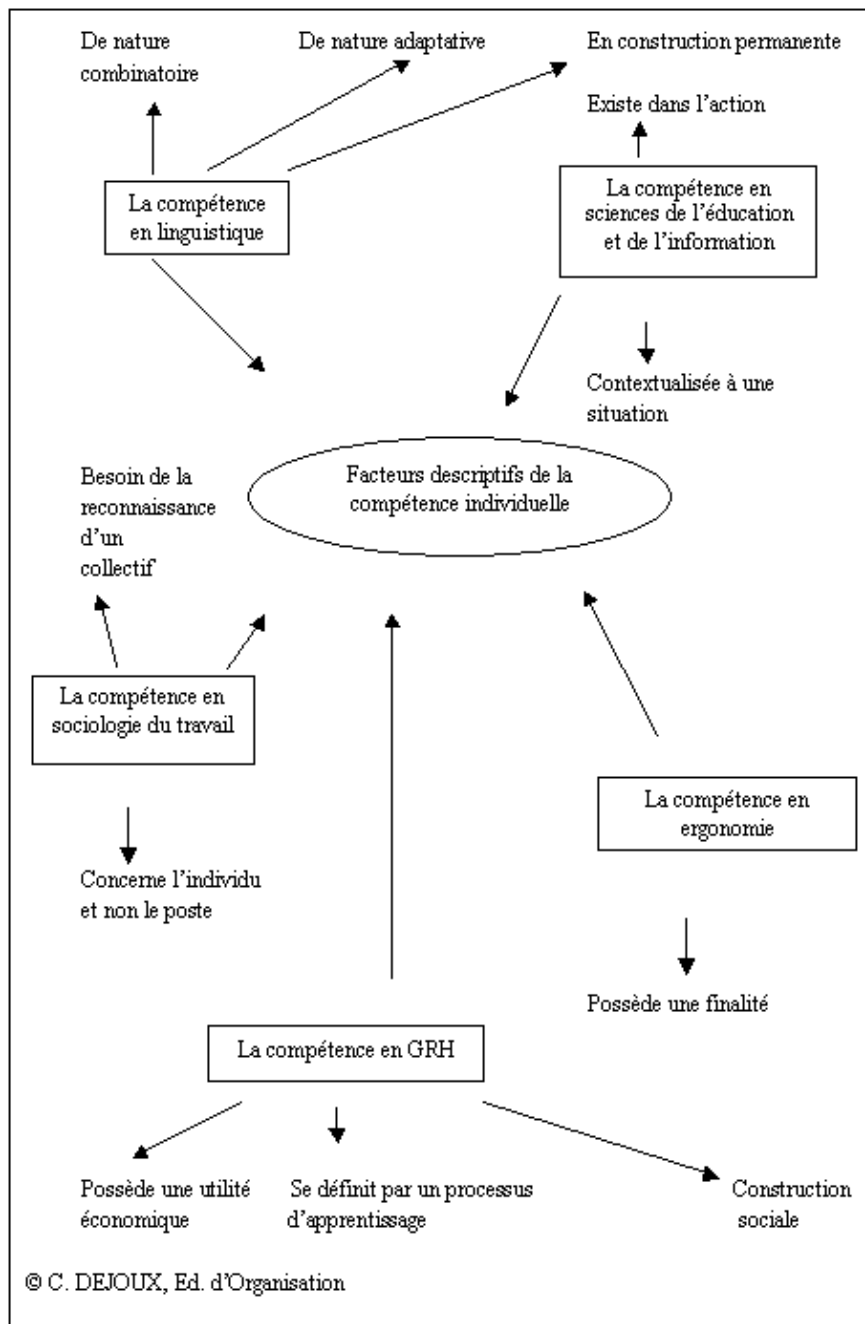 De nature
combinatoire
De nature adaptative
En construction permanente
Existe dans l'action
La compétence
en linguistique
La compétence en
sciences de l'éducation
et de l'information
Contextualisée à une
situation
Facteurs descriptifs de la
compétence individuelle
Besoin de la
reconnaissance
d'un
collectif
La compétence en
sociologie du travail
La compétence en
ergonomie
Concerne l'individu
et non le poste
Possède une finalité
La compétence en GRH
Possède une utilité
économique
Se définit par un processus
d'apprentissage
Construction
sociale
© C. DEJOUX, Ed. d'Organisation